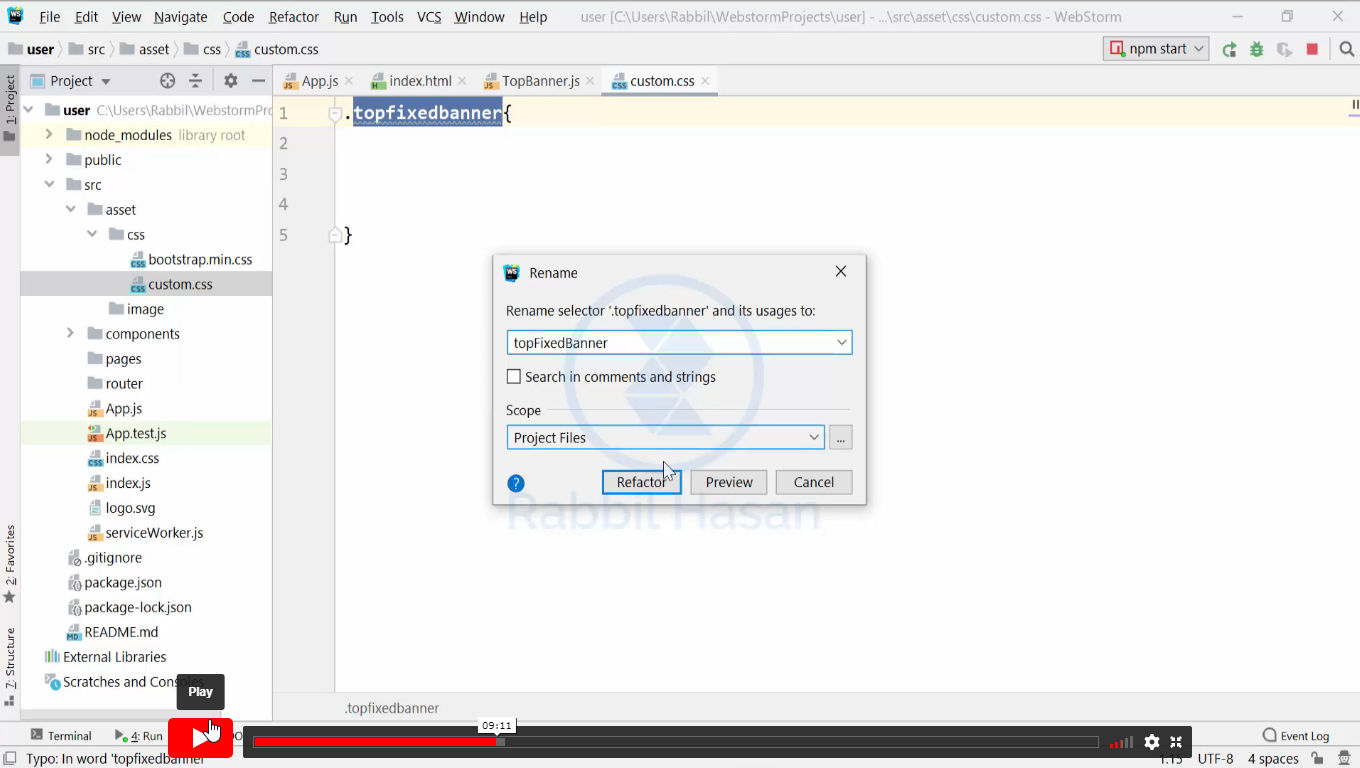 File Edit View Navigate Code Refactor Run Tools VCS Window Help user [C:\Users\Rabbil\WebstormProjects\user] - ...\src\asset\css\custom.css - WebStorm
user src asset css custom.css npm start
1: Project
Project
App.js index.html TopBanner.js custom.css
user C:\Users\Rabbil\WebstormPro
node_modules library root
public
src
asset
css
bootstrap.min.css
custom.css
image
components
pages
router
App.js
App.test.js
index.css
index.js
logo.svg
serviceWorker.js
.gitignore
package.json
package-lock.json
README.md
External Libraries
Scratches and Consoles
2: Favorites
7: Structure
1 .topfixedbanner{
2
3
4
5 }
Rename
Rename selector '.topfixedbanner' and its usages to:
topFixedBanner
Search in comments and strings
Scope
Project Files ...
? Refactor Preview Cancel
Rabbil Hasan
.topfixedbanner
Play
09:11
Terminal 4: Run Event Log
Typo: In word 'topfixedbanner' 1:15 UTF-8 4 spaces